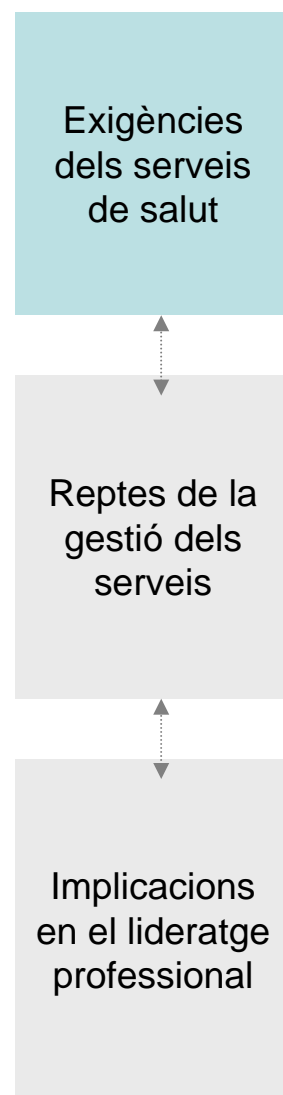 Exigències
dels serveis
de salut
Reptes de la
gestió dels
serveis
Implicacions
en el lideratge
professional